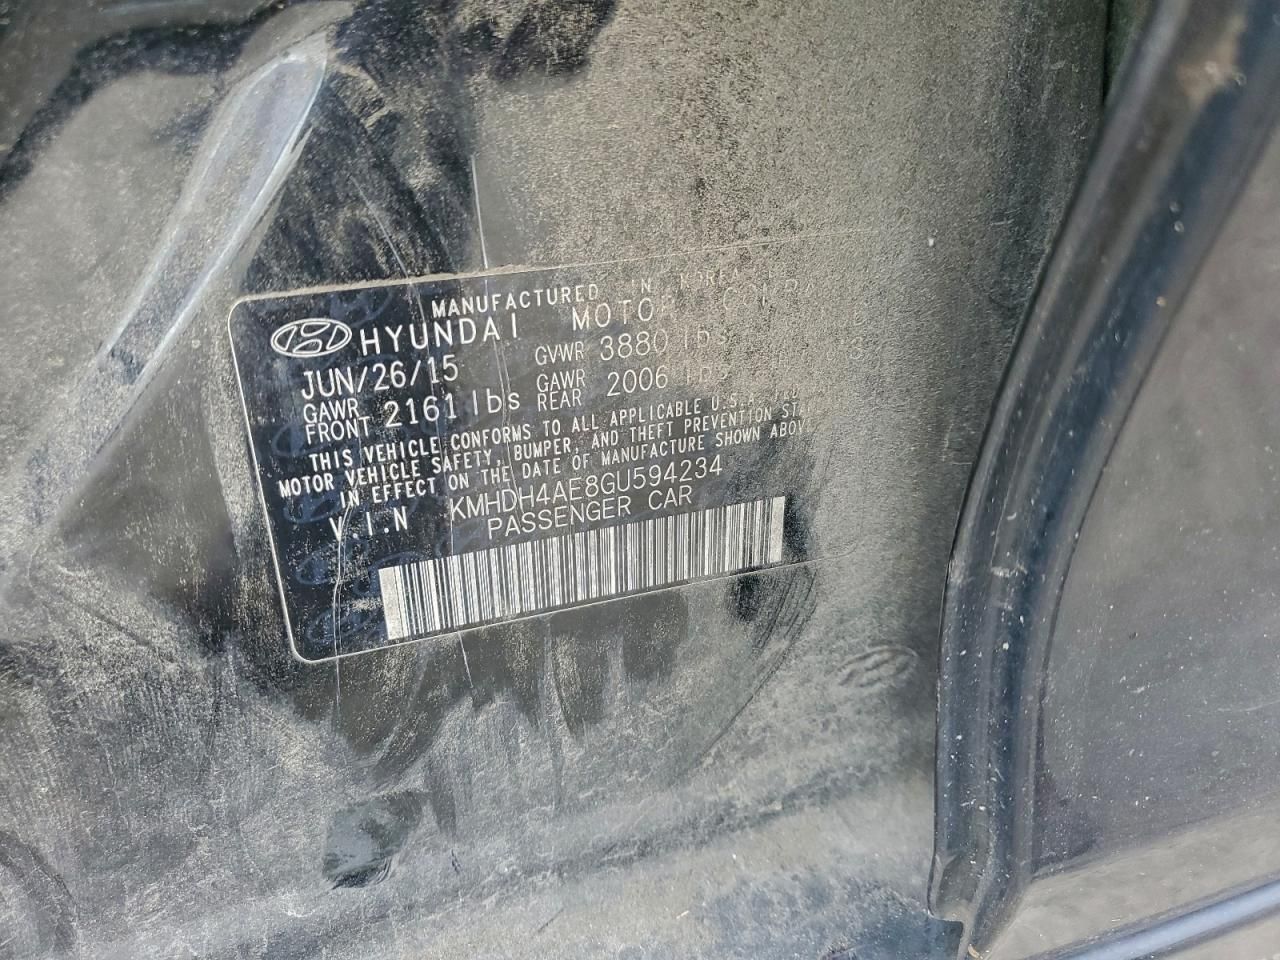 MANUFACTURED IN KOREA
HYUNDAI MOTOR
JUN/26/15 GVWR 3880 lbs
GAWR FRONT 2161 lbs GAWR REAR 2006 lbs
THIS VEHICLE CONFORMS TO ALL APPLICABLE U.S.A.
MOTOR VEHICLE SAFETY, BUMPER, AND THEFT PREVENTION
IN EFFECT ON THE DATE OF MANUFACTURE SHOWN ABOVE
V.I.N KMHDH4AE8GU594234
PASSENGER CAR